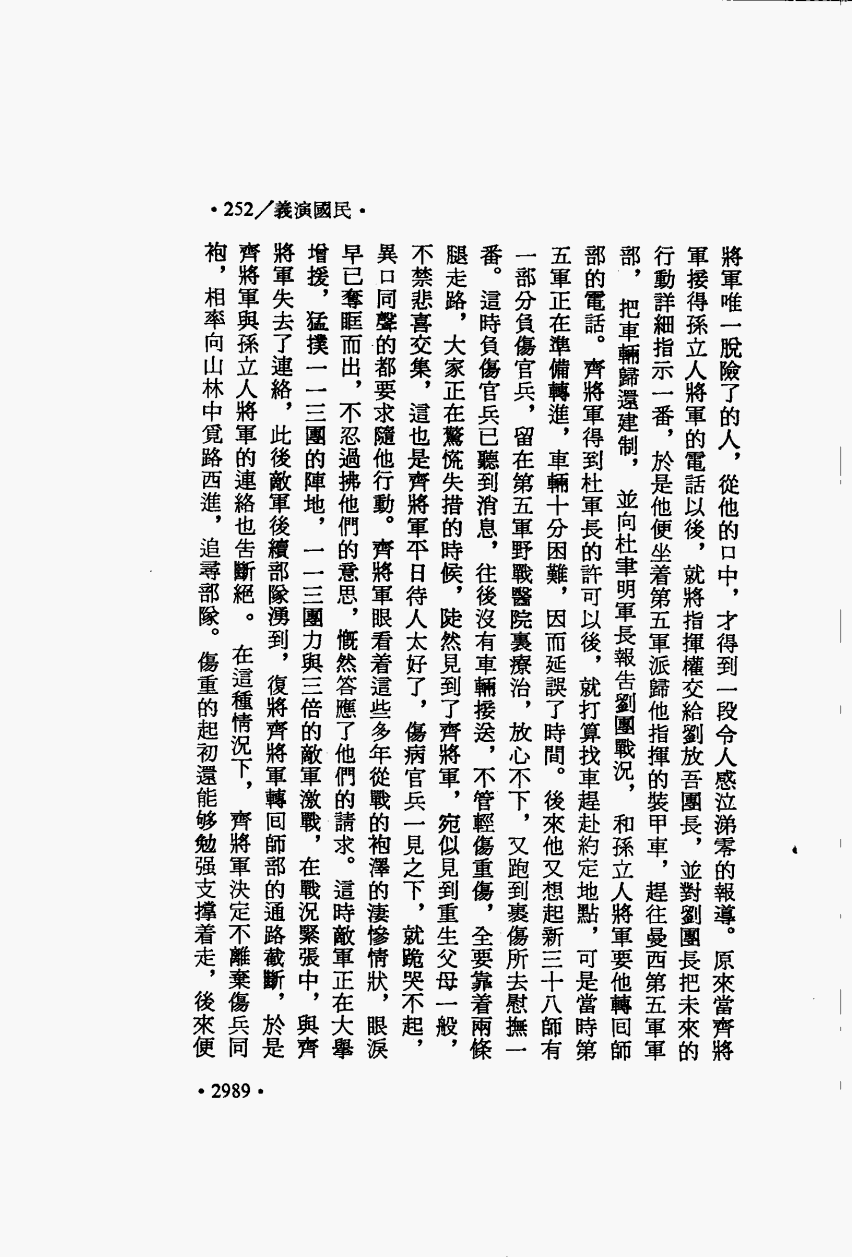 •252/義演國民•
將軍唯一脫險了的人，從他的口中，才得到一段令人感泣涕零的報導。原來當齊將
軍接得孫立人將軍的電話以後，就將指揮權交給劉放吾團長，並對劉團長把未來的
行動詳細指示一番，於是他便坐着第五軍派歸他指揮的裝甲車，趕往曼西第五軍軍
部，把車輛歸還建制，並向杜聿明軍長報告劉團戰況，和孫立人將軍要他轉回師
部的電話。齊將軍得到杜軍長的許可以後，就打算找車趕赴約定地點，可是當時第
五軍正在準備轉進，車輛十分困難，因而延誤了時間。後來他又想起新三十八師有
一部分負傷官兵，留在第五軍野戰醫院裏療治，放心不下，又跑到裹傷所去慰撫一
番。這時負傷官兵已聽到消息，往後沒有車輛接送，不管輕傷重傷，全要靠着兩條
腿走路，大家正在驚慌失措的時候，陡然見到了齊將軍，宛似見到重生父母一般，
不禁悲喜交集，這也是齊將軍平日待人太好了，傷病官兵一見之下，就跪哭不起，
異口同聲的都要求隨他行動。齊將軍眼看着這些多年從戰的袍澤的淒慘情狀，眼淚
早已奪眶而出，不忍過拂他們的意思，慨然答應了他們的請求。這時敵軍正在大舉
增援，猛撲一一三團的陣地，一一三團力與三倍的敵軍激戰，在戰況緊張中，與齊
將軍失去了連絡，此後敵軍後續部隊湧到，復將齊將軍轉回師部的通路截斷，於是
齊將軍與孫立人將軍的連絡也告斷絕。在這種情況下，齊將軍決定不離棄傷兵同
袍，相率向山林中覓路西進，追尋部隊。傷重的起初還能够勉强支撐着走，後來便
•2989•